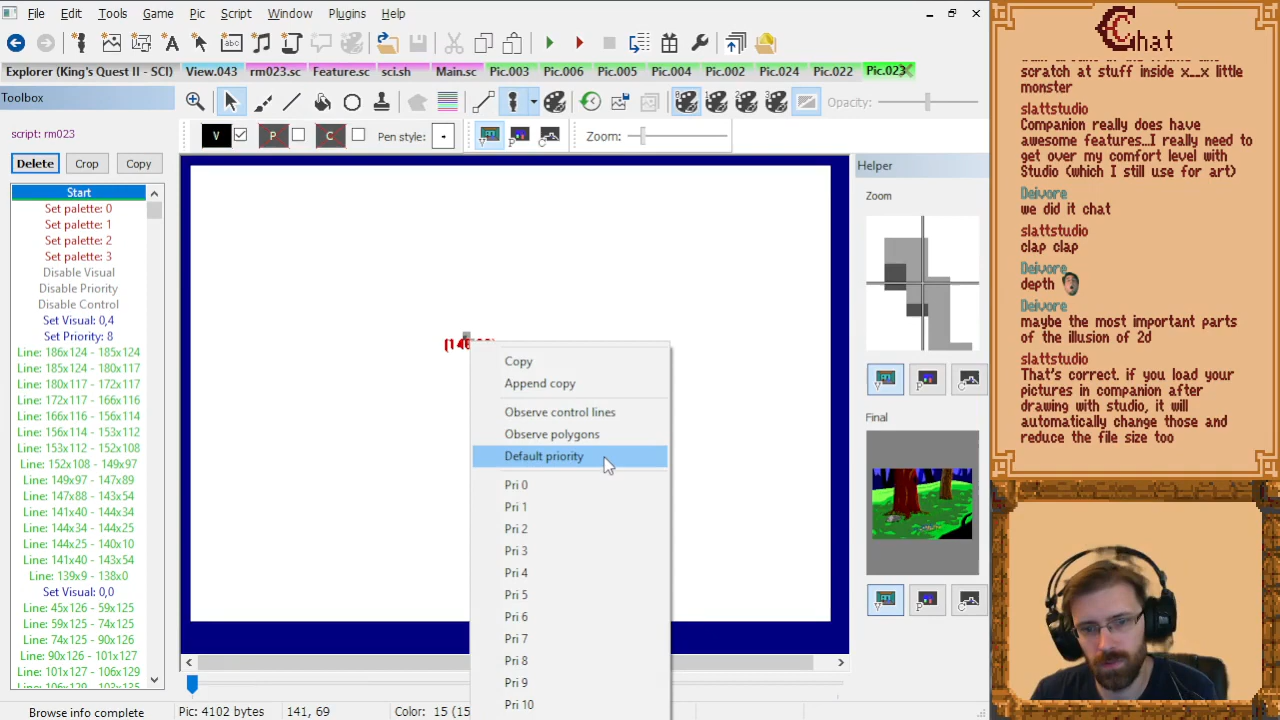 File Edit Tools Game Pic Script Window Plugins Help
Explorer (King's Quest II - SCI) View.043 rm023.sc Feature.sc sci.sh Main.sc Pic.003 Pic.006 Pic.005 Pic.004 Pic.002 Pic.024 Pic.022 Pic.023
Toolbox
Opacity:
script: rm023
V P C Pen style: Zoom:
Delete Crop Copy
Start
Set palette: 0
Set palette: 1
Set palette: 2
Set palette: 3
Disable Visual
Disable Priority
Disable Control
Set Visual: 0,4
Set Priority: 8
Line: 186x124 - 185x124
Line: 185x124 - 180x117
Line: 180x117 - 172x117
Line: 172x117 - 166x116
Line: 166x116 - 156x114
Line: 156x114 - 153x112
Line: 153x112 - 152x108
Line: 152x108 - 149x97
Line: 149x97 - 147x89
Line: 147x88 - 143x54
Line: 141x40 - 144x34
Line: 144x34 - 144x25
Line: 144x25 - 140x10
Line: 141x40 - 143x54
Line: 139x9 - 138x0
Set Visual: 0,0
Line: 45x126 - 59x125
Line: 59x125 - 74x125
Line: 74x125 - 90x126
Line: 90x126 - 101x127
Line: 101x127 - 106x129
Copy
Append copy
Observe control lines
Observe polygons
Default priority
Pri 0
Pri 1
Pri 2
Pri 3
Pri 4
Pri 5
Pri 6
Pri 7
Pri 8
Pri 9
Pri 10
Helper
Zoom
V P C
Final
V P C
Browse info complete Pic: 4102 bytes 141, 69 Color: 15 (15
Chat
scratch at stuff inside x__x little
monster
slattstudio
Companion really does have
awesome features...I really need to
get over my comfort level with
Studio (which I still use for art)
Deivore
we did it chat
slattstudio
clap clap
Deivore
depth
Deivore
maybe the most important parts
of the illusion of 2d
slattstudio
That's correct. if you load your
pictures in companion after
drawing with studio, it will
automatically change those and
reduce the file size too